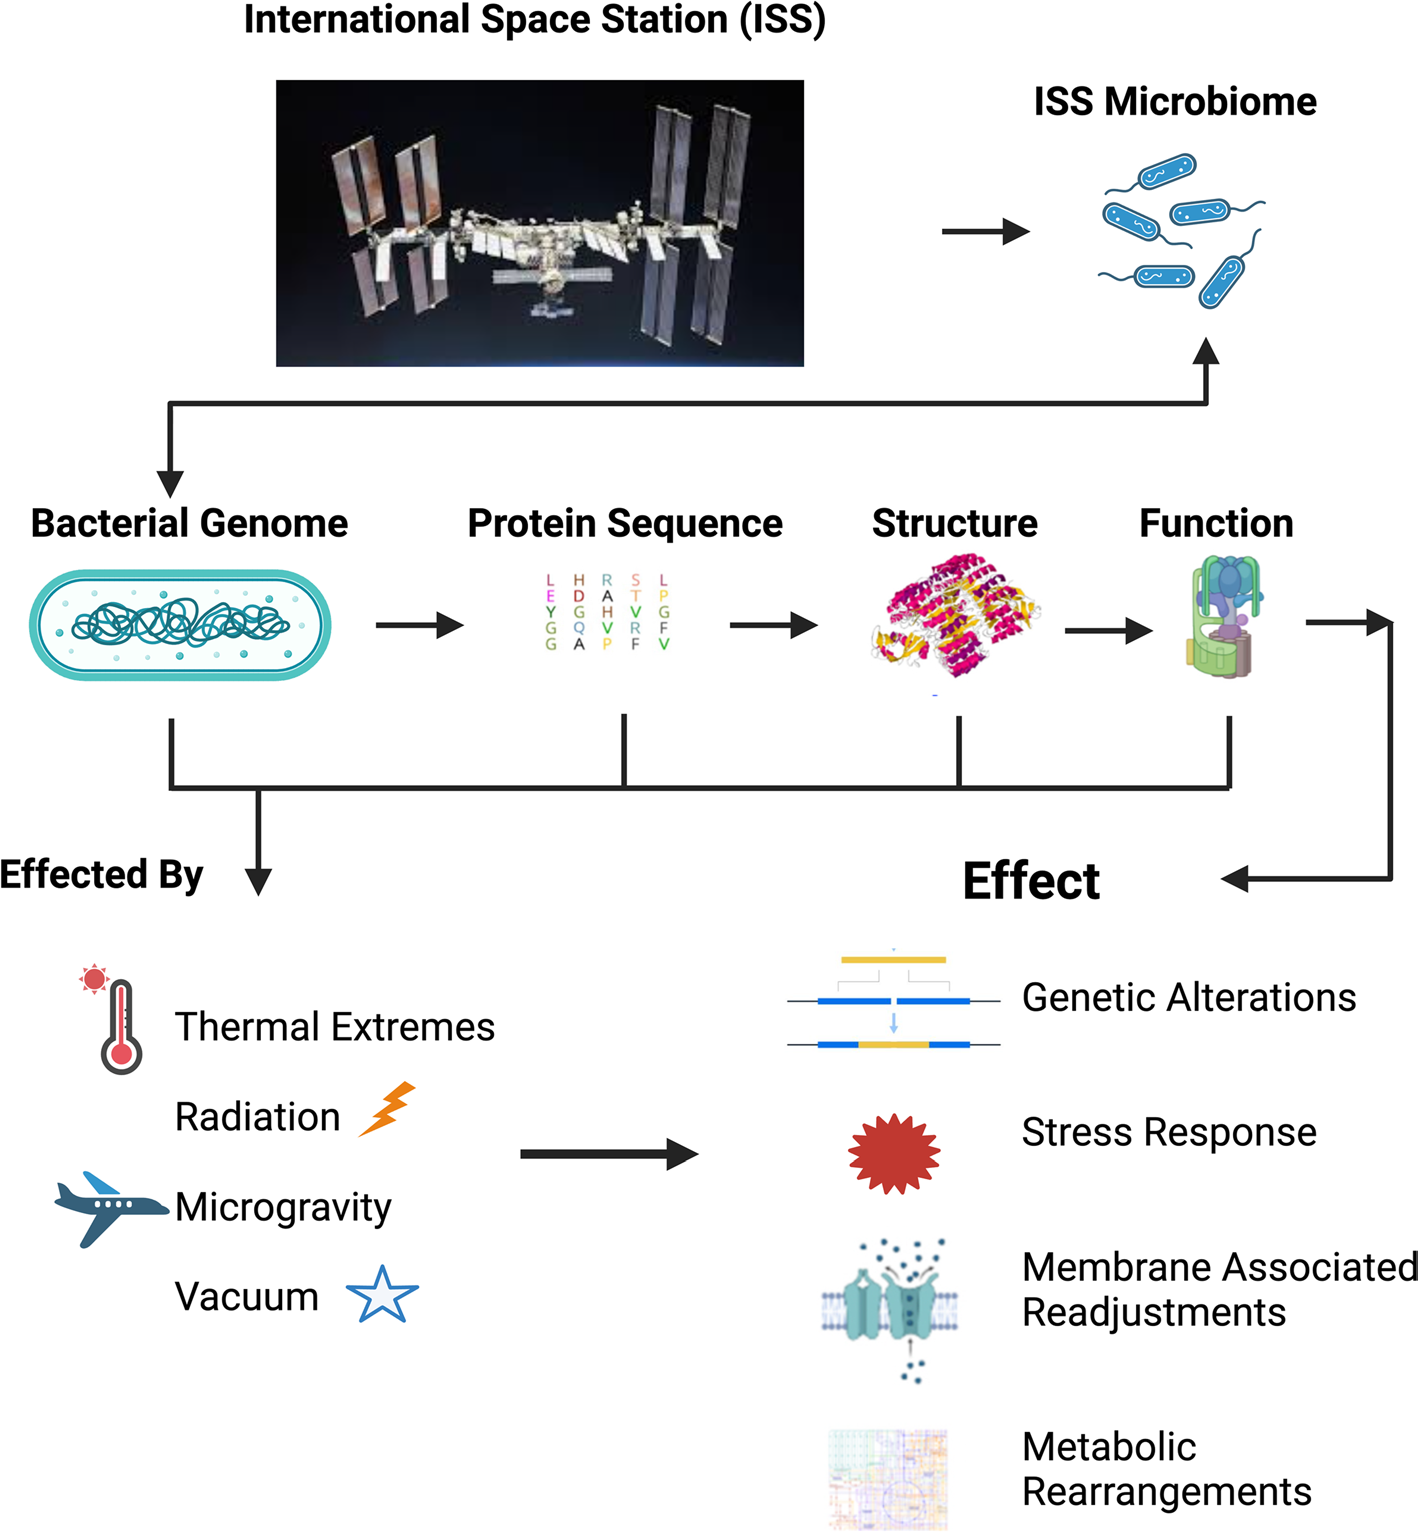 International Space Station (ISS)
ISS Microbiome
Bacterial Genome
Protein Sequence
Structure
Function
L H R S L
E D A T P
Y G H V G
G Q V R F
G A P F V
Effected By
Effect
Thermal Extremes
Radiation
Microgravity
Vacuum
Genetic Alterations
Stress Response
Membrane Associated
Readjustments
Metabolic
Rearrangements